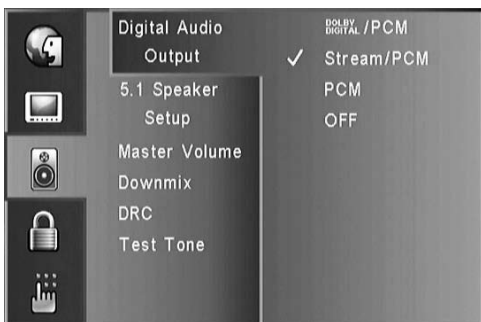 Digital Audio
Output
5.1 Speaker
Setup
Master Volume
Downmix
DRC
Test Tone
DOLBY
DIGITAL /PCM
✓ Stream/PCM
PCM
OFF